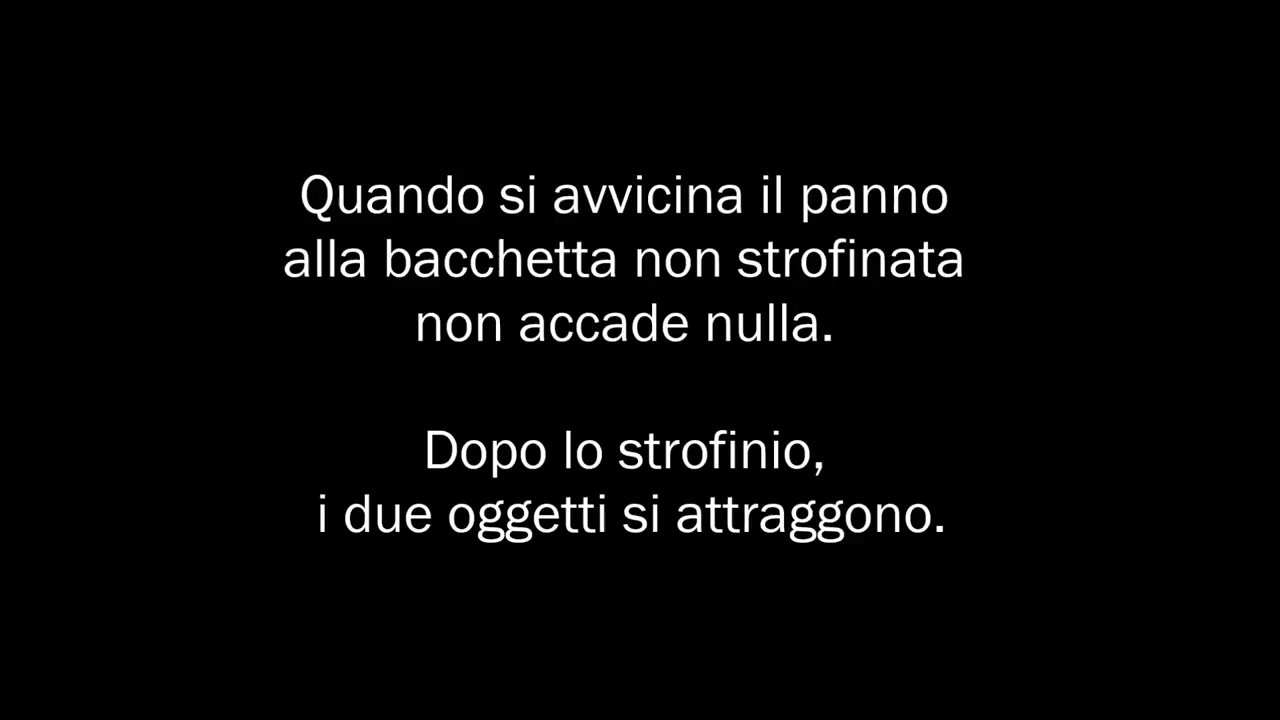 Quando si avvicina il panno
alla bacchetta non strofinata
non accade nulla.
Dopo lo strofinio,
i due oggetti si attraggono.